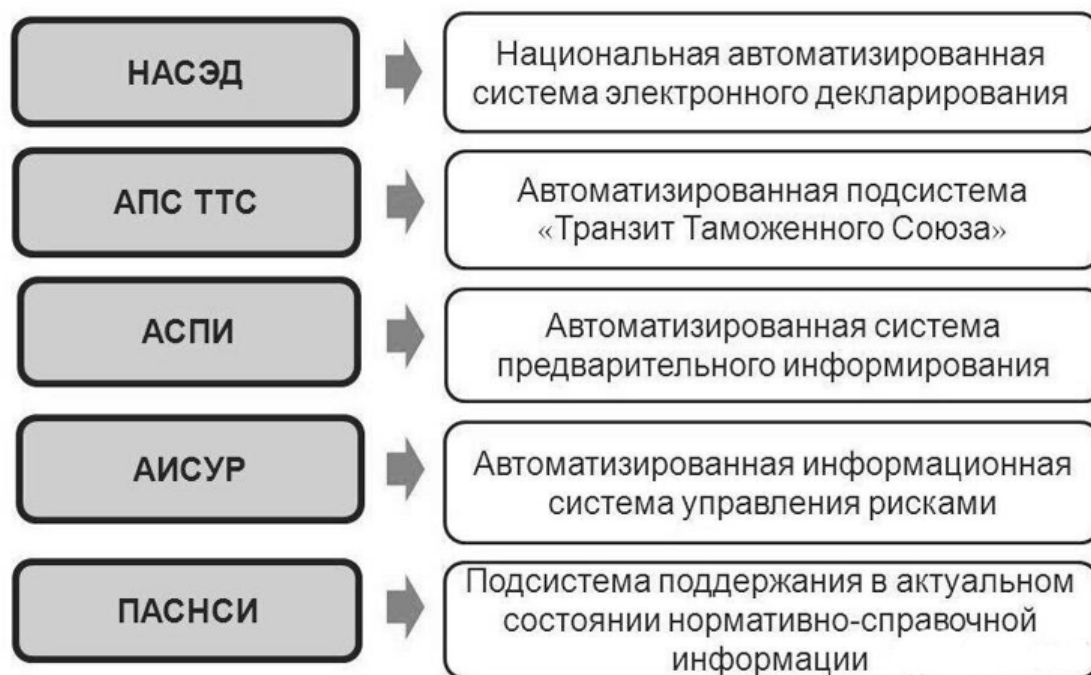 НАСЭД
Национальная автоматизированная
система электронного декларирования
АПС ТТС
Автоматизированная подсистема
«Транзит Таможенного Союза»
АСПИ
Автоматизированная система
предварительного информирования
АИСУР
Автоматизированная информационная
система управления рисками
ПАСНСИ
Подсистема поддержания в актуальном
состоянии нормативно-справочной
информации